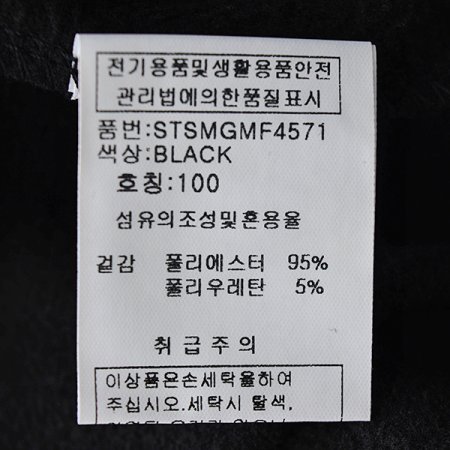 전기용품및생활용품안전
관리법에의한품질표시
품번:STSMGMF4571
색상:BLACK
호칭:100
섬유의조성및혼용율
겉감 폴리에스터 95%
폴리우레탄 5%
취급주의
이상품은손세탁율하여
주십시오.세탁시 탈색,